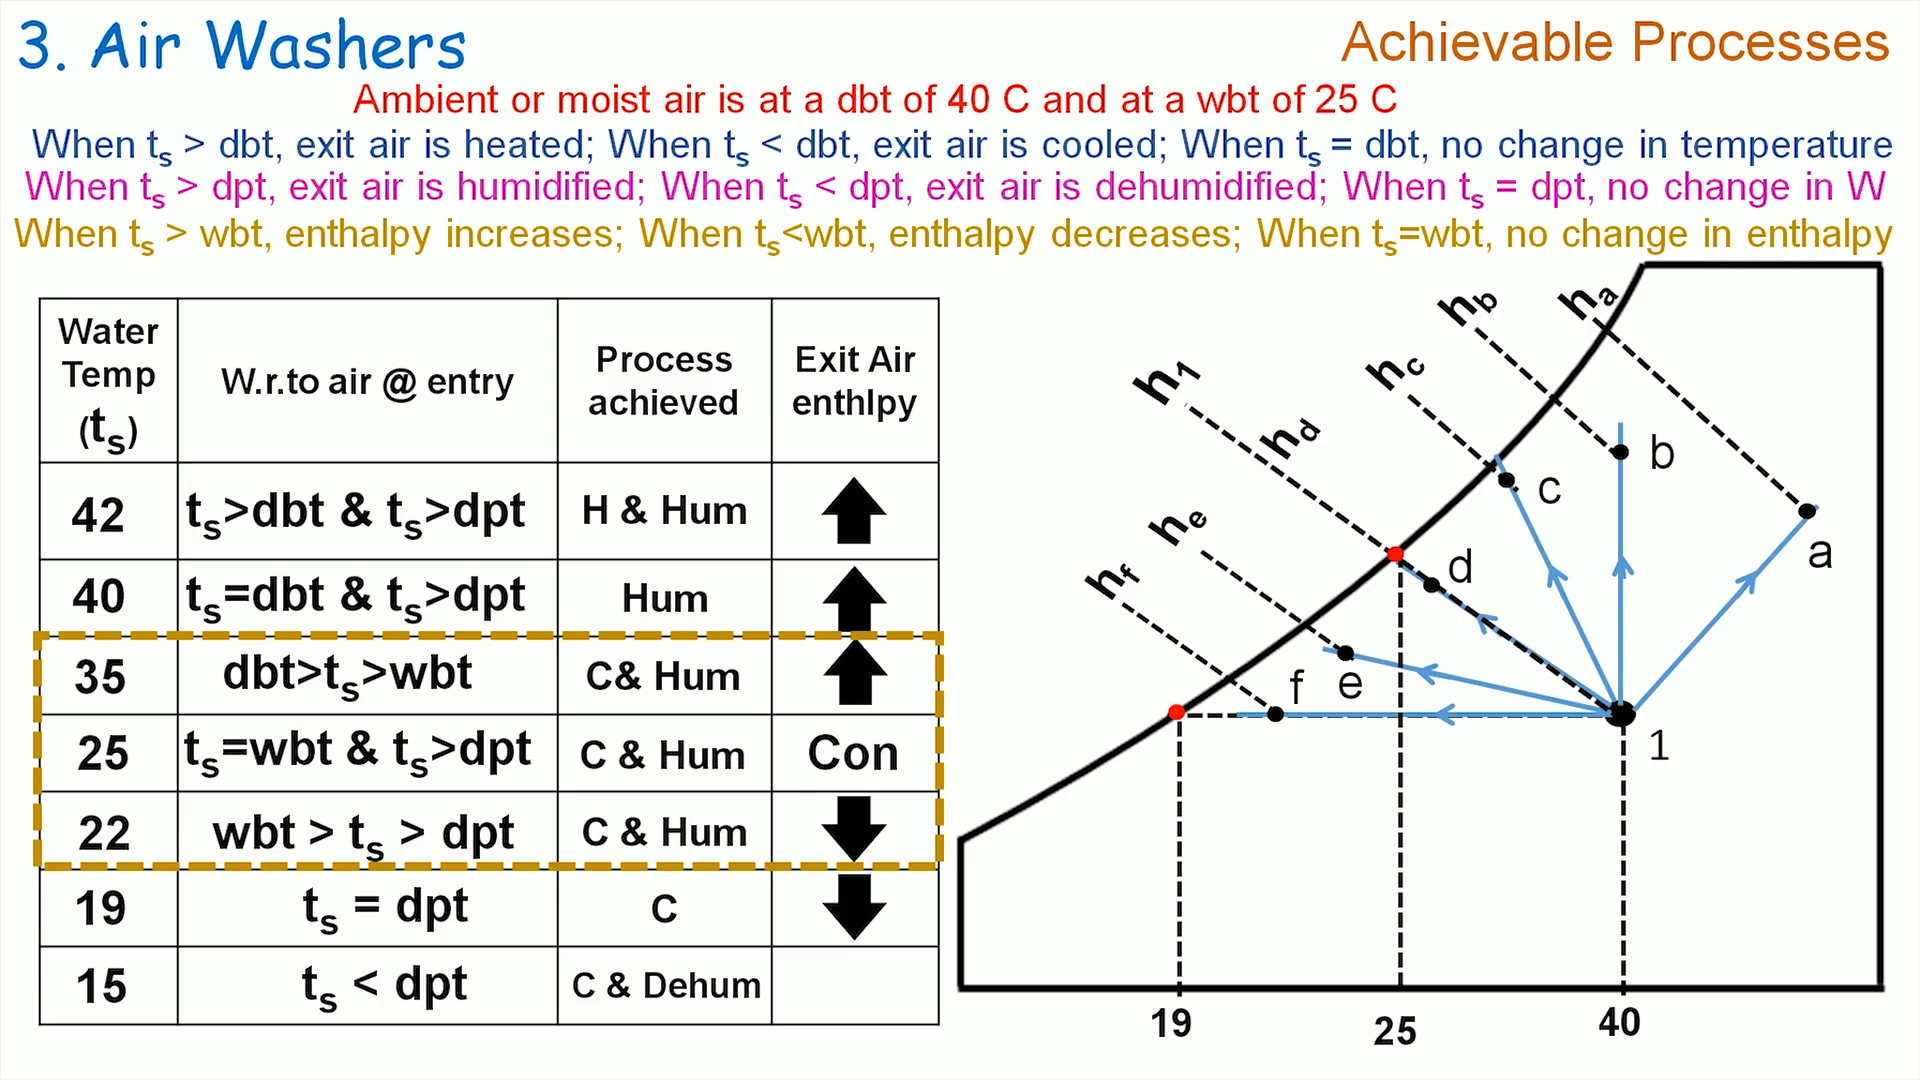 3. Air Washers
Achievable Processes
Ambient or moist air is at a dbt of 40 C and at a wbt of 25 C
When ts > dbt, exit air is heated; When ts < dbt, exit air is cooled; When ts = dbt, no change in temperature
When ts > dpt, exit air is humidified; When ts < dpt, exit air is dehumidified; When ts = dpt, no change in W
When ts > wbt, enthalpy increases; When ts<wbt, enthalpy decreases; When ts=wbt, no change in enthalpy
Water Temp (ts)
W.r.to air @ entry
Process achieved
Exit Air enthlpy
42
ts>dbt & ts>dpt
H & Hum
40
ts=dbt & ts>dpt
Hum
35
dbt>ts>wbt
C& Hum
25
ts=wbt & ts>dpt
C & Hum
Con
22
wbt > ts > dpt
C & Hum
19
ts = dpt
C
15
ts < dpt
C & Dehum
ha
hb
hc
h1
hd
he
hf
a
b
c
d
e
f
1
19
25
40